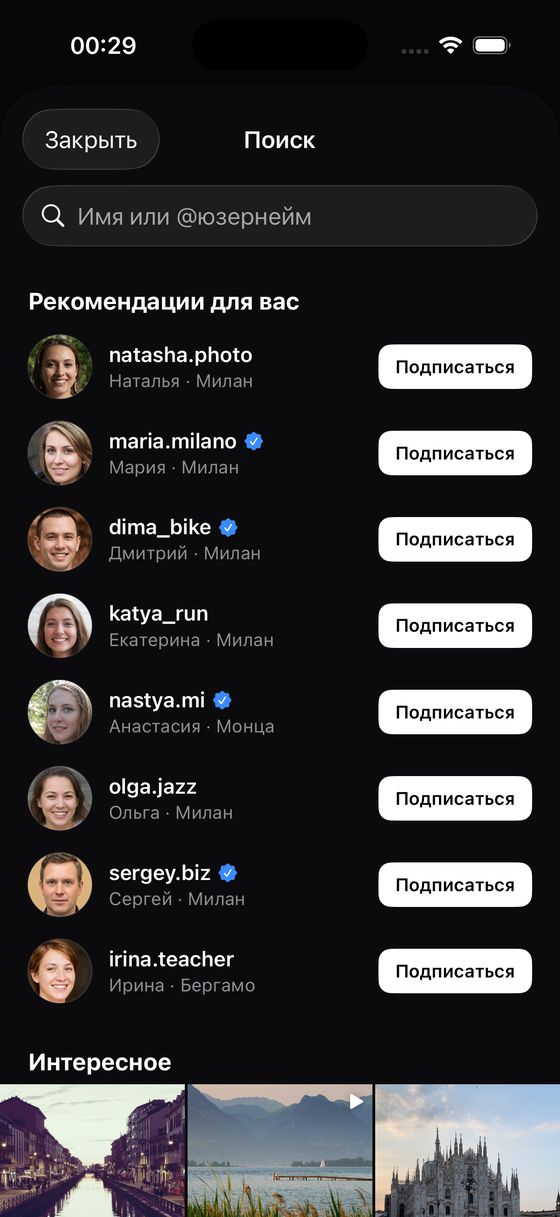 00:29
Закрыть
Поиск
Имя или @юзернейм
Рекомендации для вас
natasha.photo
Наталья · Милан
Подписаться
maria.milano
Мария · Милан
Подписаться
dima_bike
Дмитрий · Милан
Подписаться
katya_run
Екатерина · Милан
Подписаться
nastya.mi
Анастасия · Монца
Подписаться
olga.jazz
Ольга · Милан
Подписаться
sergey.biz
Сергей · Милан
Подписаться
irina.teacher
Ирина · Бергамо
Подписаться
Интересное